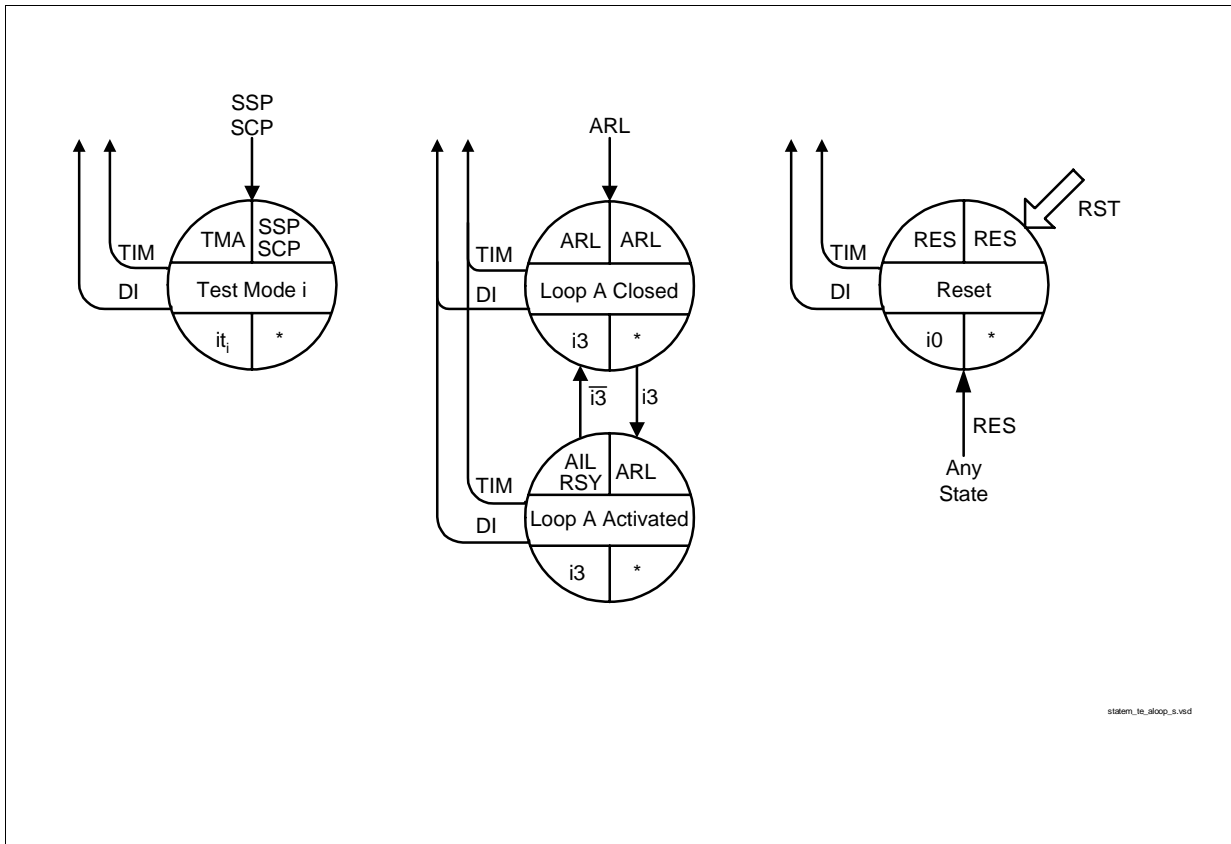 SSP
SCP
TMA
SSP
SCP
TIM
Test Mode i
DI
it_i
*
ARL
ARL
ARL
TIM
Loop A Closed
DI
i3
*
i̅3̅
i3
AIL
RSY
ARL
TIM
Loop A Activated
DI
i3
*
RST
RES
RES
TIM
Reset
DI
i0
*
RES
Any
State
statem_te_aloop_s.vsd